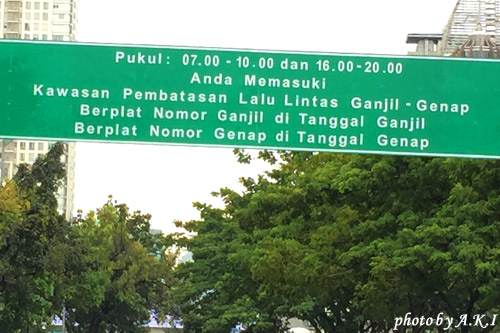 Pukul: 07.00 - 10.00 dan 16.00-20.00
Anda Memasuki
Kawasan Pembatasan Lalu Lintas Ganjil - Genap
Berplat Nomor Ganjil di Tanggal Ganjil
Berplat Nomor Genap di Tanggal Genap
photo by A.K.I